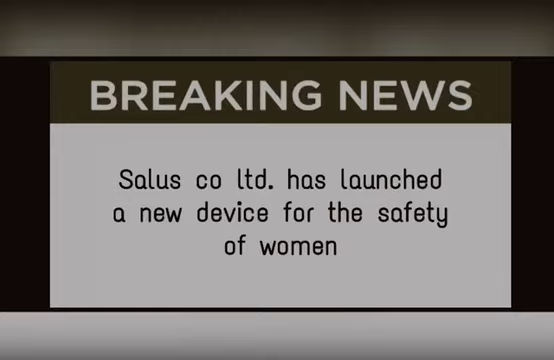 BREAKING NEWS
Salus co ltd. has launched
a new device for the safety
of women